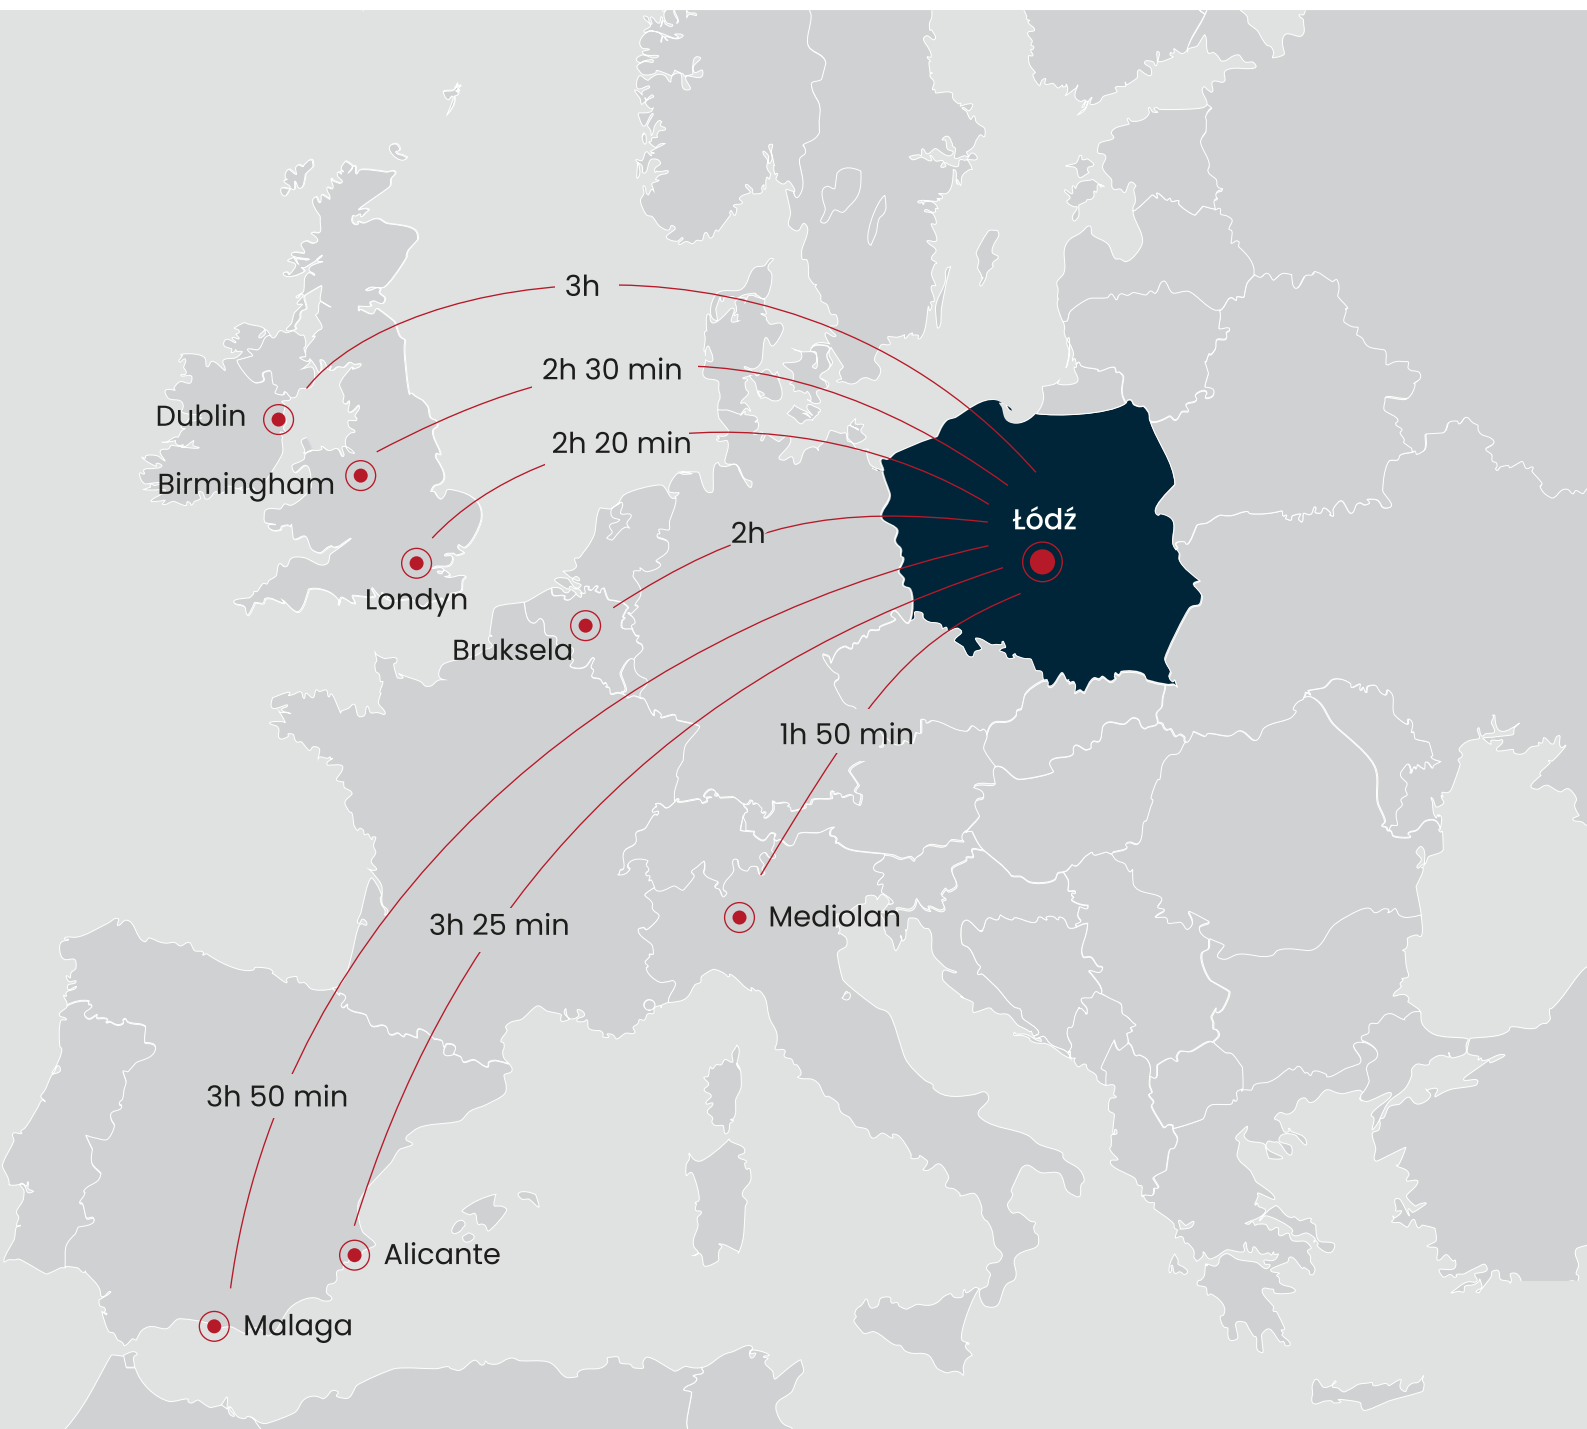 3h
2h 30 min
Dublin
2h 20 min
Birmingham
Łódź
2h
Londyn
Bruksela
1h 50 min
Mediolan
3h 25 min
3h 50 min
Alicante
Malaga